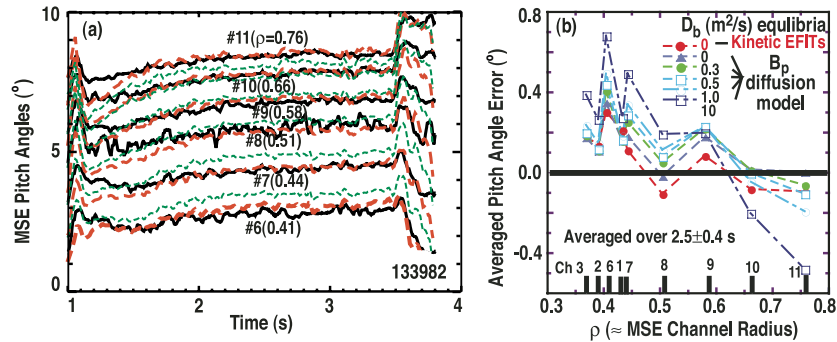 (a)
#11(ρ=0.76)
#10(0.66)
#9(0.58)
#8(0.51)
#7(0.44)
#6(0.41)
133982
MSE Pitch Angles (°)
10
5
0
0 1 2 3 4
Time (s)
(b)
D_b (m²/s) equlibria
0 Kinetic EFITs
0
0.3
0.5
1.0
B_p
diffusion
model
Averaged Pitch Angle Error (°)
0.8
0.4
0.0
-0.4
Averaged over 2.5±0.4 s
Ch 3 2 6 1 7 8 9 10 11
0.3 0.4 0.5 0.6 0.7 0.8
ρ (≈ MSE Channel Radius)